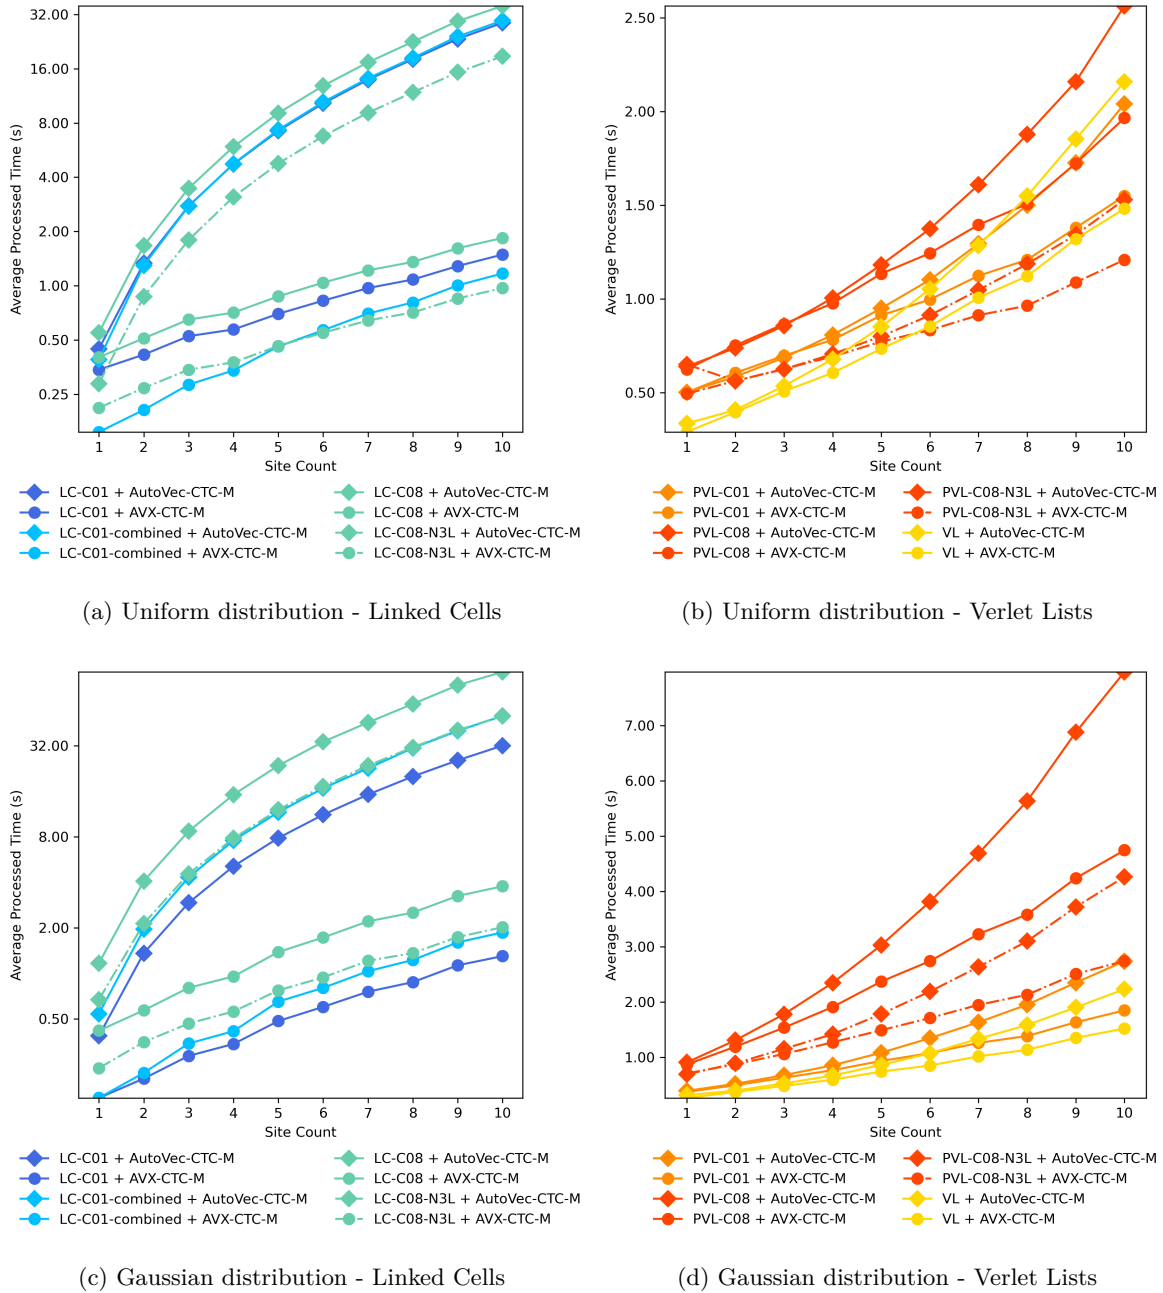 32.00
16.00
8.00
4.00
2.00
1.00
0.50
0.25
Average Processed Time (s)
1 2 3 4 5 6 7 8 9 10
Site Count
LC-C01 + AutoVec-CTC-M
LC-C01 + AVX-CTC-M
LC-C01-combined + AutoVec-CTC-M
LC-C01-combined + AVX-CTC-M
LC-C08 + AutoVec-CTC-M
LC-C08 + AVX-CTC-M
LC-C08-N3L + AutoVec-CTC-M
LC-C08-N3L + AVX-CTC-M
(a) Uniform distribution - Linked Cells
2.50
2.00
1.50
1.00
0.50
Average Processed Time (s)
1 2 3 4 5 6 7 8 9 10
Site Count
PVL-C01 + AutoVec-CTC-M
PVL-C01 + AVX-CTC-M
PVL-C08 + AutoVec-CTC-M
PVL-C08 + AVX-CTC-M
PVL-C08-N3L + AutoVec-CTC-M
PVL-C08-N3L + AVX-CTC-M
VL + AutoVec-CTC-M
VL + AVX-CTC-M
(b) Uniform distribution - Verlet Lists
32.00
8.00
2.00
0.50
Average Processed Time (s)
1 2 3 4 5 6 7 8 9 10
Site Count
LC-C01 + AutoVec-CTC-M
LC-C01 + AVX-CTC-M
LC-C01-combined + AutoVec-CTC-M
LC-C01-combined + AVX-CTC-M
LC-C08 + AutoVec-CTC-M
LC-C08 + AVX-CTC-M
LC-C08-N3L + AutoVec-CTC-M
LC-C08-N3L + AVX-CTC-M
(c) Gaussian distribution - Linked Cells
7.00
6.00
5.00
4.00
3.00
2.00
1.00
Average Processed Time (s)
1 2 3 4 5 6 7 8 9 10
Site Count
PVL-C01 + AutoVec-CTC-M
PVL-C01 + AVX-CTC-M
PVL-C08 + AutoVec-CTC-M
PVL-C08 + AVX-CTC-M
PVL-C08-N3L + AutoVec-CTC-M
PVL-C08-N3L + AVX-CTC-M
VL + AutoVec-CTC-M
VL + AVX-CTC-M
(d) Gaussian distribution - Verlet Lists